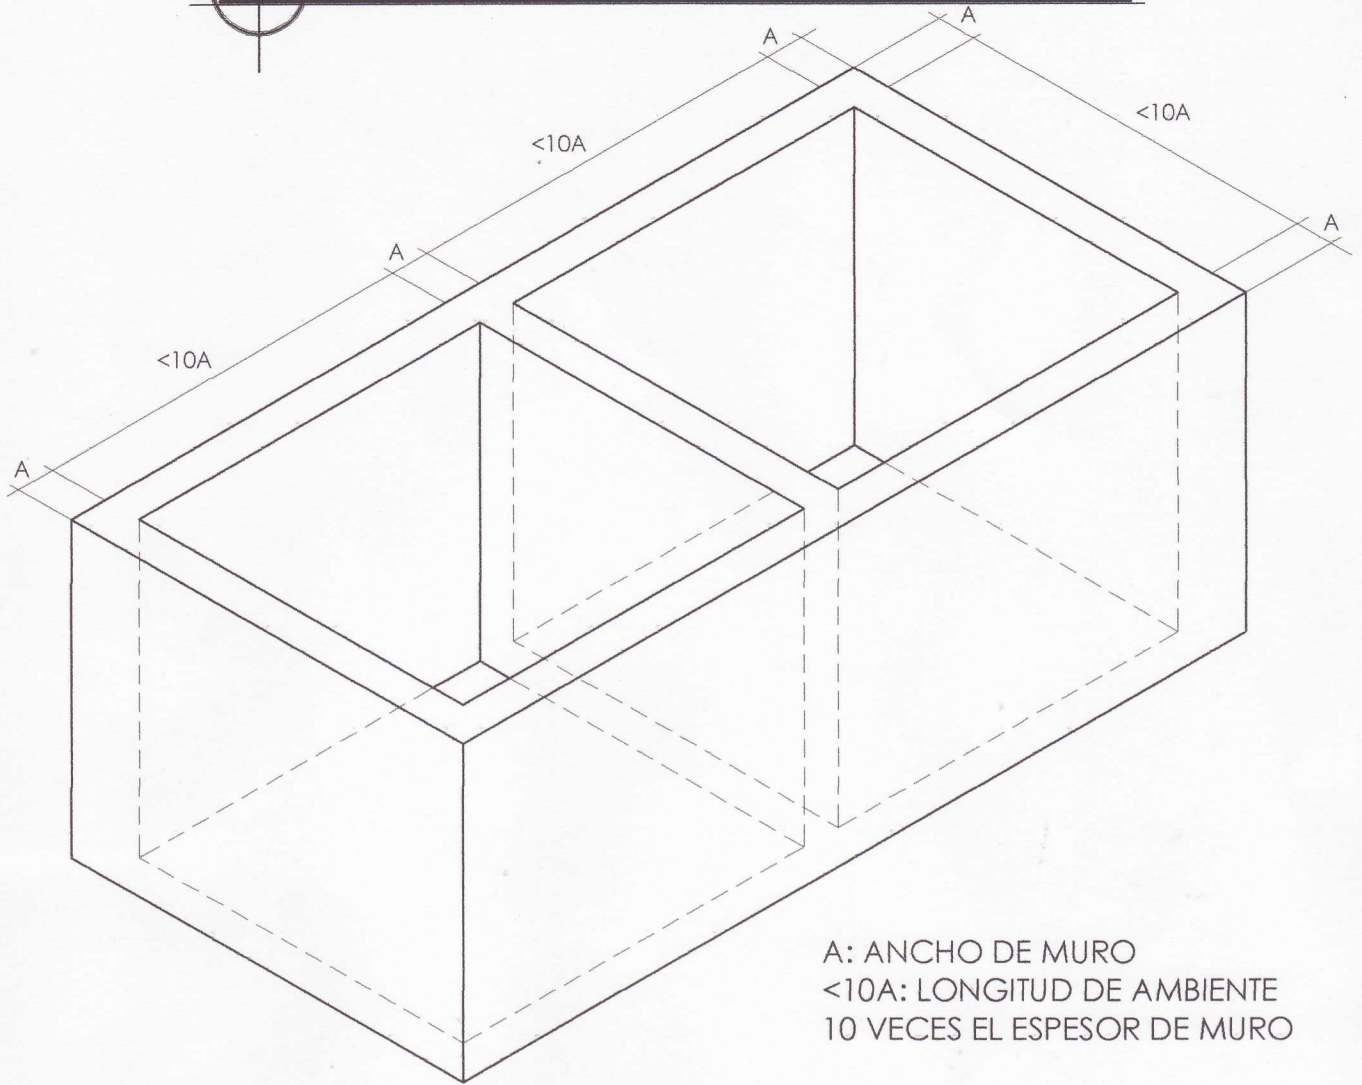 A
A
<10A
<10A
A
A
<10A
A
A: ANCHO DE MURO
<10A: LONGITUD DE AMBIENTE
10 VECES EL ESPESOR DE MURO